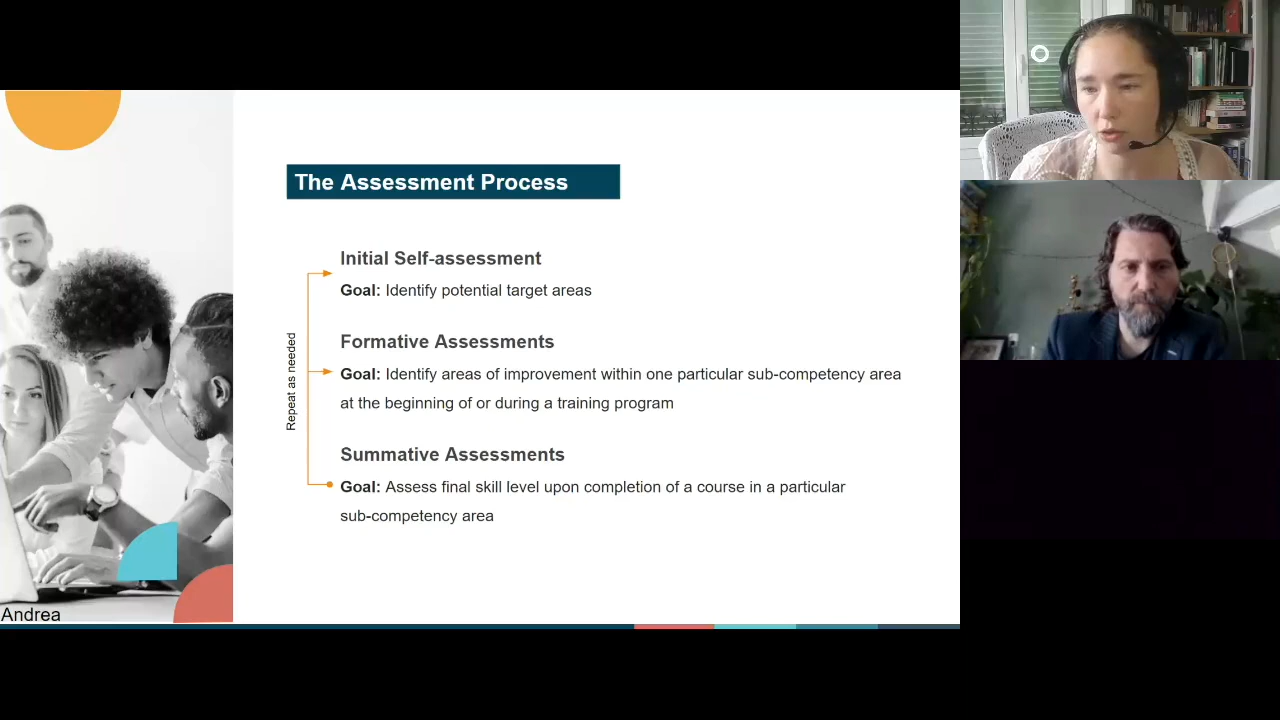 The Assessment Process
Initial Self-assessment
Goal: Identify potential target areas
Formative Assessments
Goal: Identify areas of improvement within one particular sub-competency area
at the beginning of or during a training program
Summative Assessments
Goal: Assess final skill level upon completion of a course in a particular
sub-competency area
Repeat as needed
Andrea